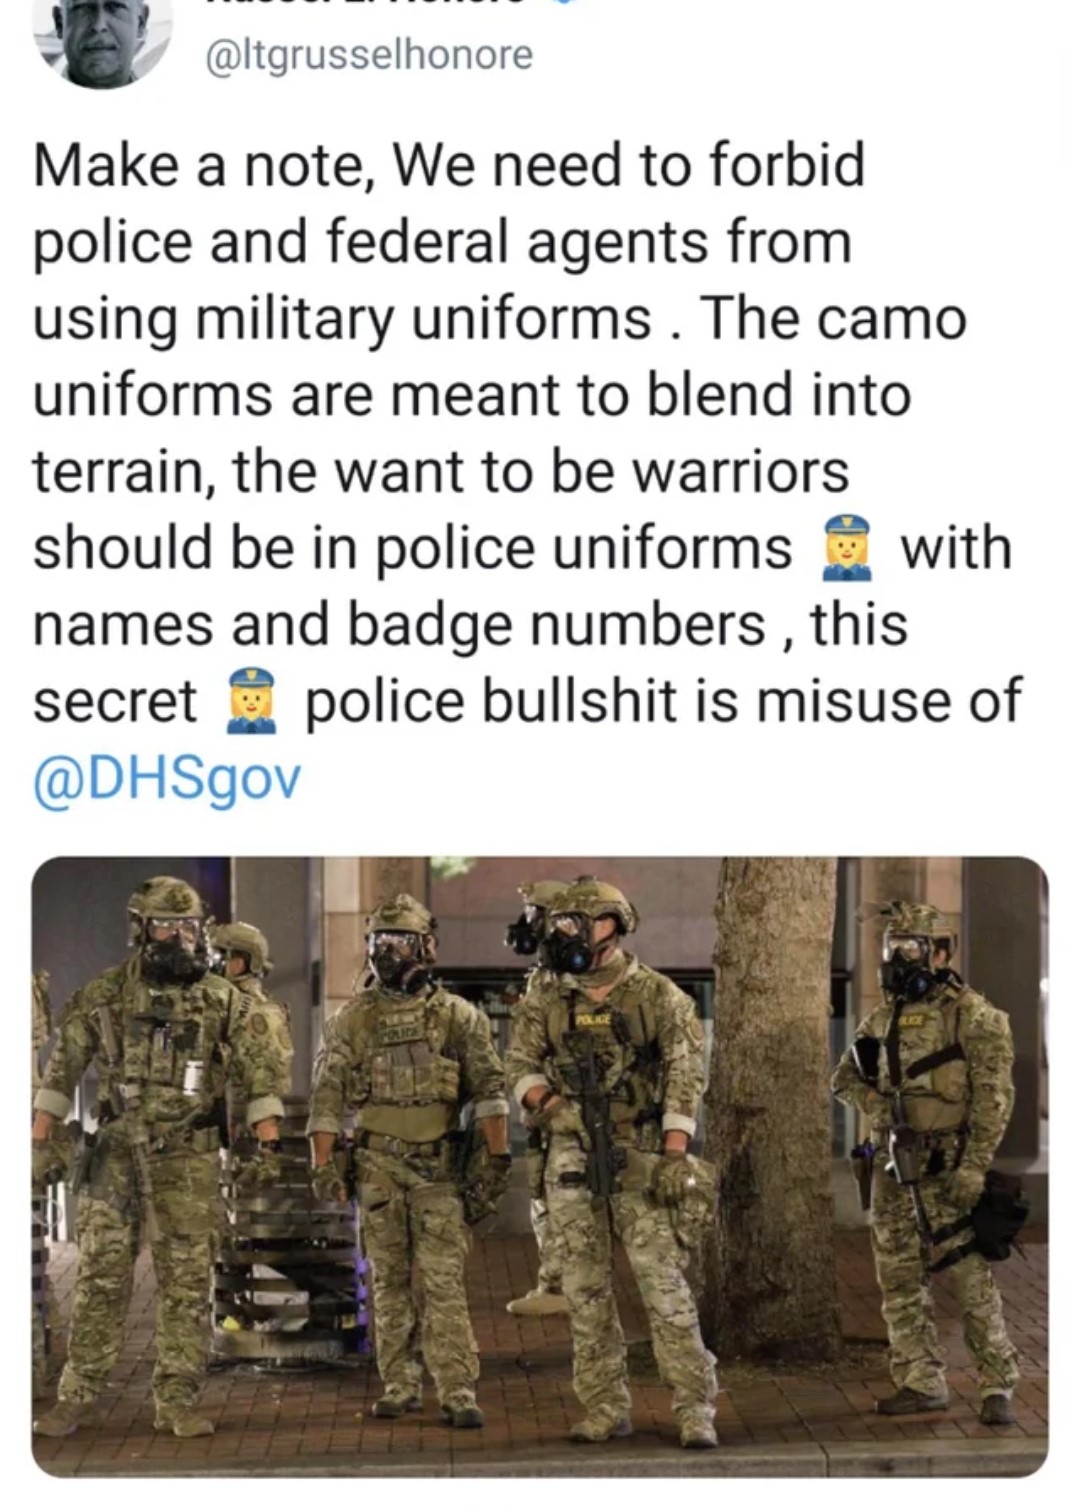 @ltgrusselhonore
Make a note, We need to forbid
police and federal agents from
using military uniforms . The camo
uniforms are meant to blend into
terrain, the want to be warriors
should be in police uniforms 👮‍♀️ with
names and badge numbers , this
secret 👮‍♀️ police bullshit is misuse of
@DHSgov
POLICE
POLICE